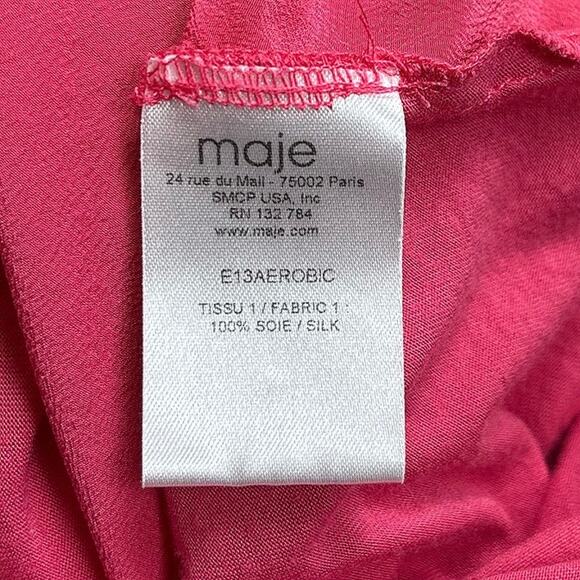 maje
24 rue du Mail - 75002 Paris
SMCP USA, Inc
RN 132 784
www.maje.com
E13AEROBIC
TISSU 1 / FABRIC 1 :
100% SOIE / SILK